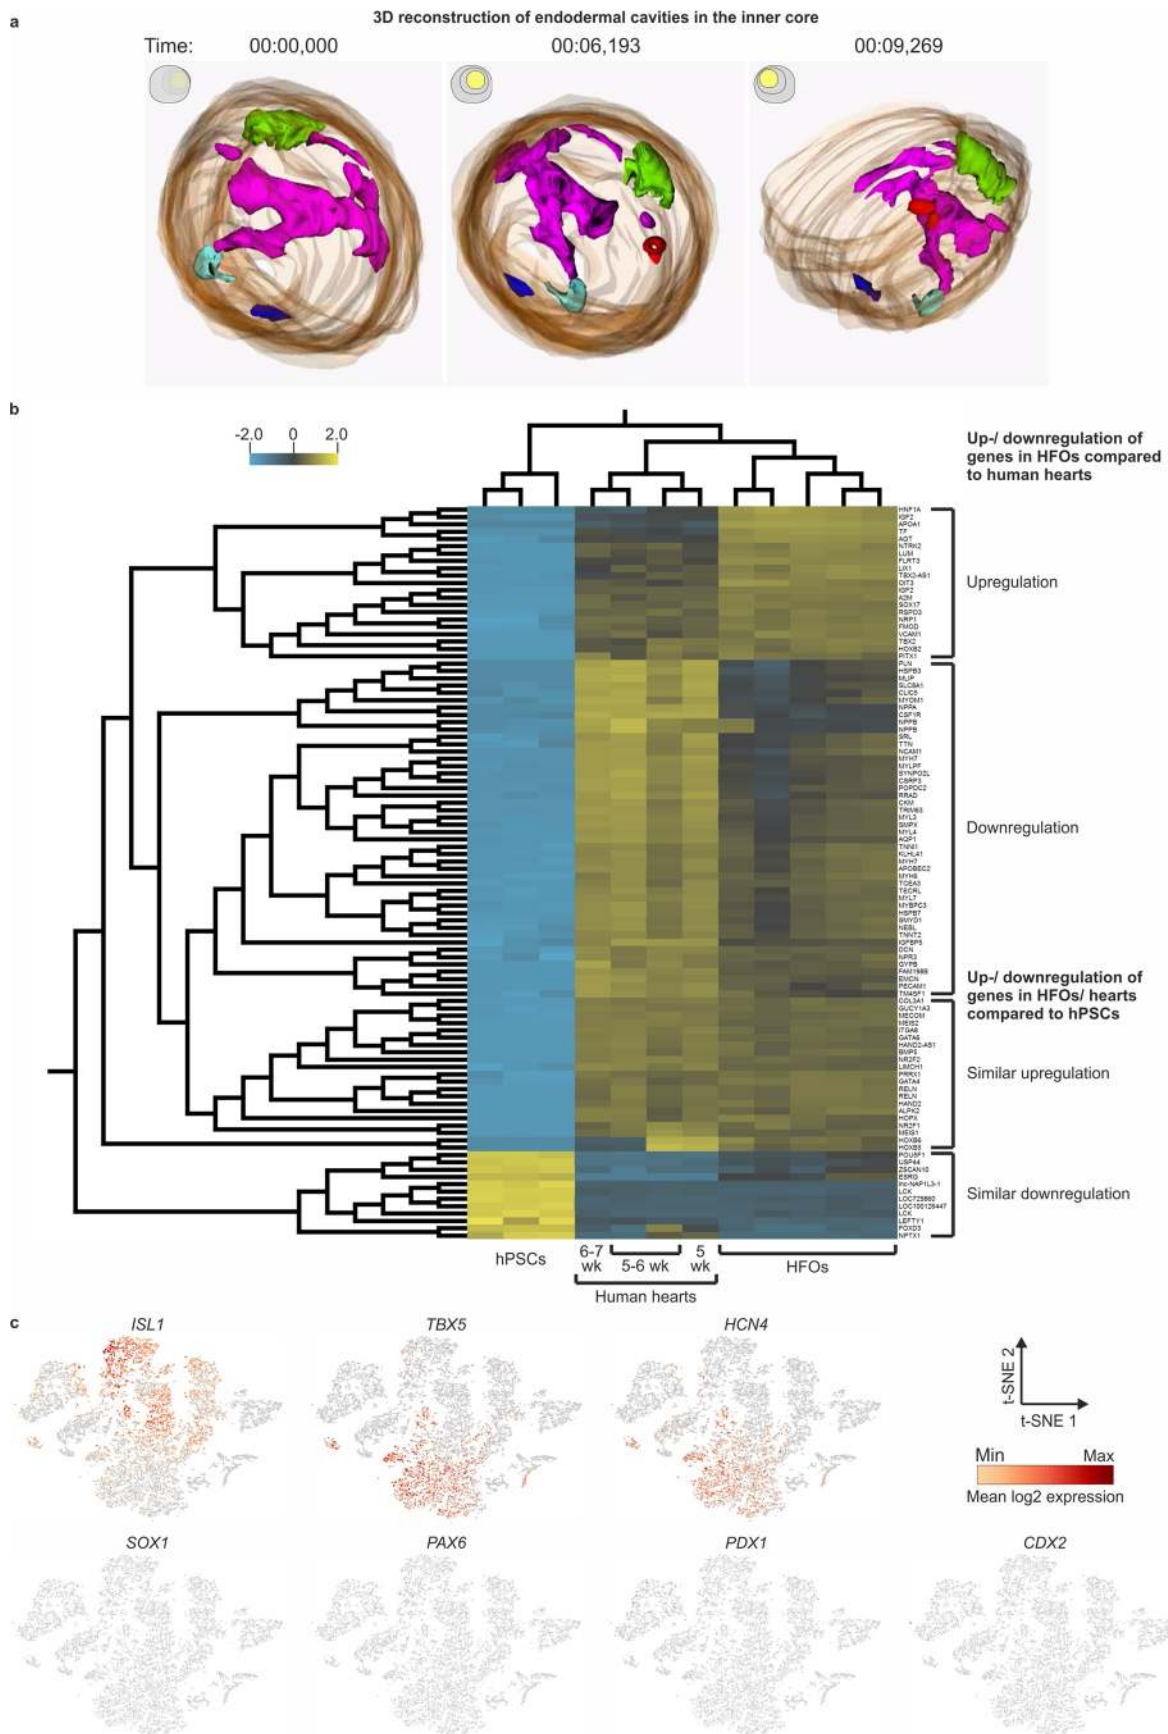 a
3D reconstruction of endodermal cavities in the inner core
Time: 00:00,000 00:06,193 00:09,269
b
-2.0 0 2.0
Up-/ downregulation of
genes in HFOs compared
to human hearts
HNF1A
IGF2
APOA1
TF
AGT
NTRK2
LUM
FLRT3
LIX1
TBX2-AS1
OIT3
IGF2
A2M
SOX17
RSPO3
NRP1
FMOD
VCAM1
TBX2
HOXB2
PITX1
Upregulation
PLN
HSPB3
MLIP
SLC8A1
CLIC5
MYOM1
NPPA
CSF1R
NPPB
NPPB
SRL
TTN
NCAM1
MYH7
MYLPF
SYNPO2L
CSRP3
POPDC2
RRAD
CKM
TRIM63
MYL3
SMPX
MYL4
AQP1
TNNI1
KLHL41
MYH7
APOBEC2
MYH6
TCEA3
TECRL
MYL7
MYBPC3
HSPB7
SMYD1
NEBL
TNNT2
IGFBP5
DCN
NPR3
GYPB
FAM198B
EMCN
PECAM1
TM4SF1
Downregulation
Up-/ downregulation of
genes in HFOs/ hearts
compared to hPSCs
COL3A1
GUCY1A3
MECOM
MEIS2
ITGA8
GATA6
HAND2-AS1
BMP5
NR2F2
LIMCH1
PRRX1
GATA4
RELN
RELN
HAND2
ALPK2
HOPX
NR2F1
MEIS1
HOXB6
HOXB5
Similar upregulation
POU5F1
USP44
ZSCAN10
ESRG
lnc-NAP1L3-1
LCK
LOC729860
LOC100126447
LCK
LEFTY1
FOXD3
NPTX1
Similar downregulation
hPSCs
6-7
wk
5-6 wk
5
wk
HFOs
Human hearts
c
ISL1 TBX5 HCN4
t-SNE 2
t-SNE 1
Min Max
Mean log2 expression
SOX1 PAX6 PDX1 CDX2